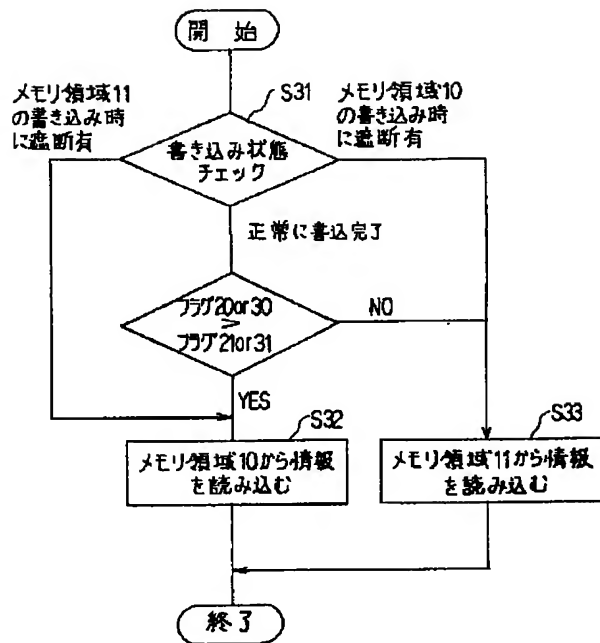 開始
メモリ領域11
の書き込み時
に遮断有
S31
メモリ領域10
の書き込み時
に遮断有
書き込み状態
チェック
正常に書込完了
フラグ20or30
>
フラグ21or31
NO
YES
S32
メモリ領域10から情報
を読み込む
S33
メモリ領域11から情報
を読み込む
終了